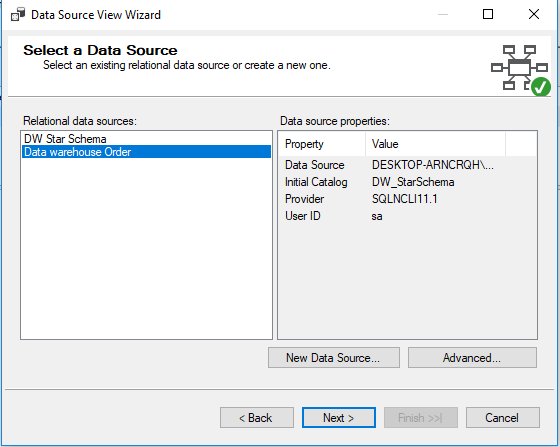 Data Source View Wizard
Select a Data Source
Select an existing relational data source or create a new one.
Relational data sources:
DW Star Schema
Data warehouse Order
Data source properties:
Property Value
Data Source DESKTOP-ARNCRQH\...
Initial Catalog DW_StarSchema
Provider SQLNCLI11.1
User ID sa
New Data Source... Advanced...
< Back Next > Finish >>| Cancel